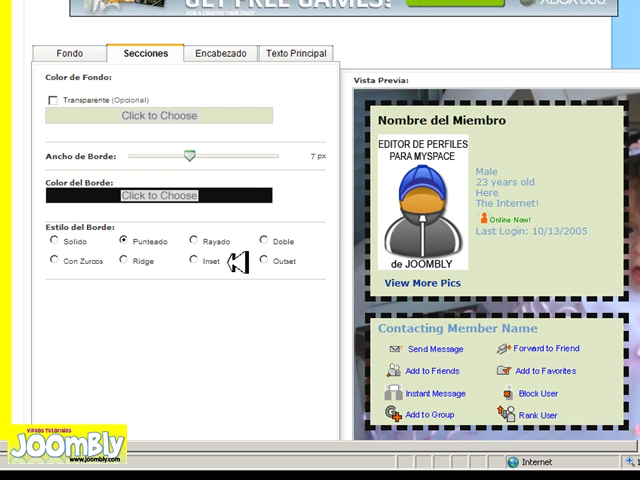 GET FREE GAMES!
XBOX 360
Fondo Secciones Encabezado Texto Principal
Color de Fondo:
Transparente (Opcional)
Click to Choose
Ancho de Borde: 7 px
Color del Borde:
Click to Choose
Estilo del Borde:
Solido Punteado Rayado Doble
Con Zurcos Ridge Inset Outset
Vista Previa:
Nombre del Miembro
EDITOR DE PERFILES
PARA MYSPACE
de JOOMBLY
Male
23 years old
Here
The Internet!
Online Now!
Last Login: 10/13/2005
View More Pics
Contacting Member Name
Send Message Forward to Friend
Add to Friends Add to Favorites
Instant Message Block User
Add to Group Rank User
VIDEOS TUTORIALES
JOOMBLY
www.joombly.com
Internet